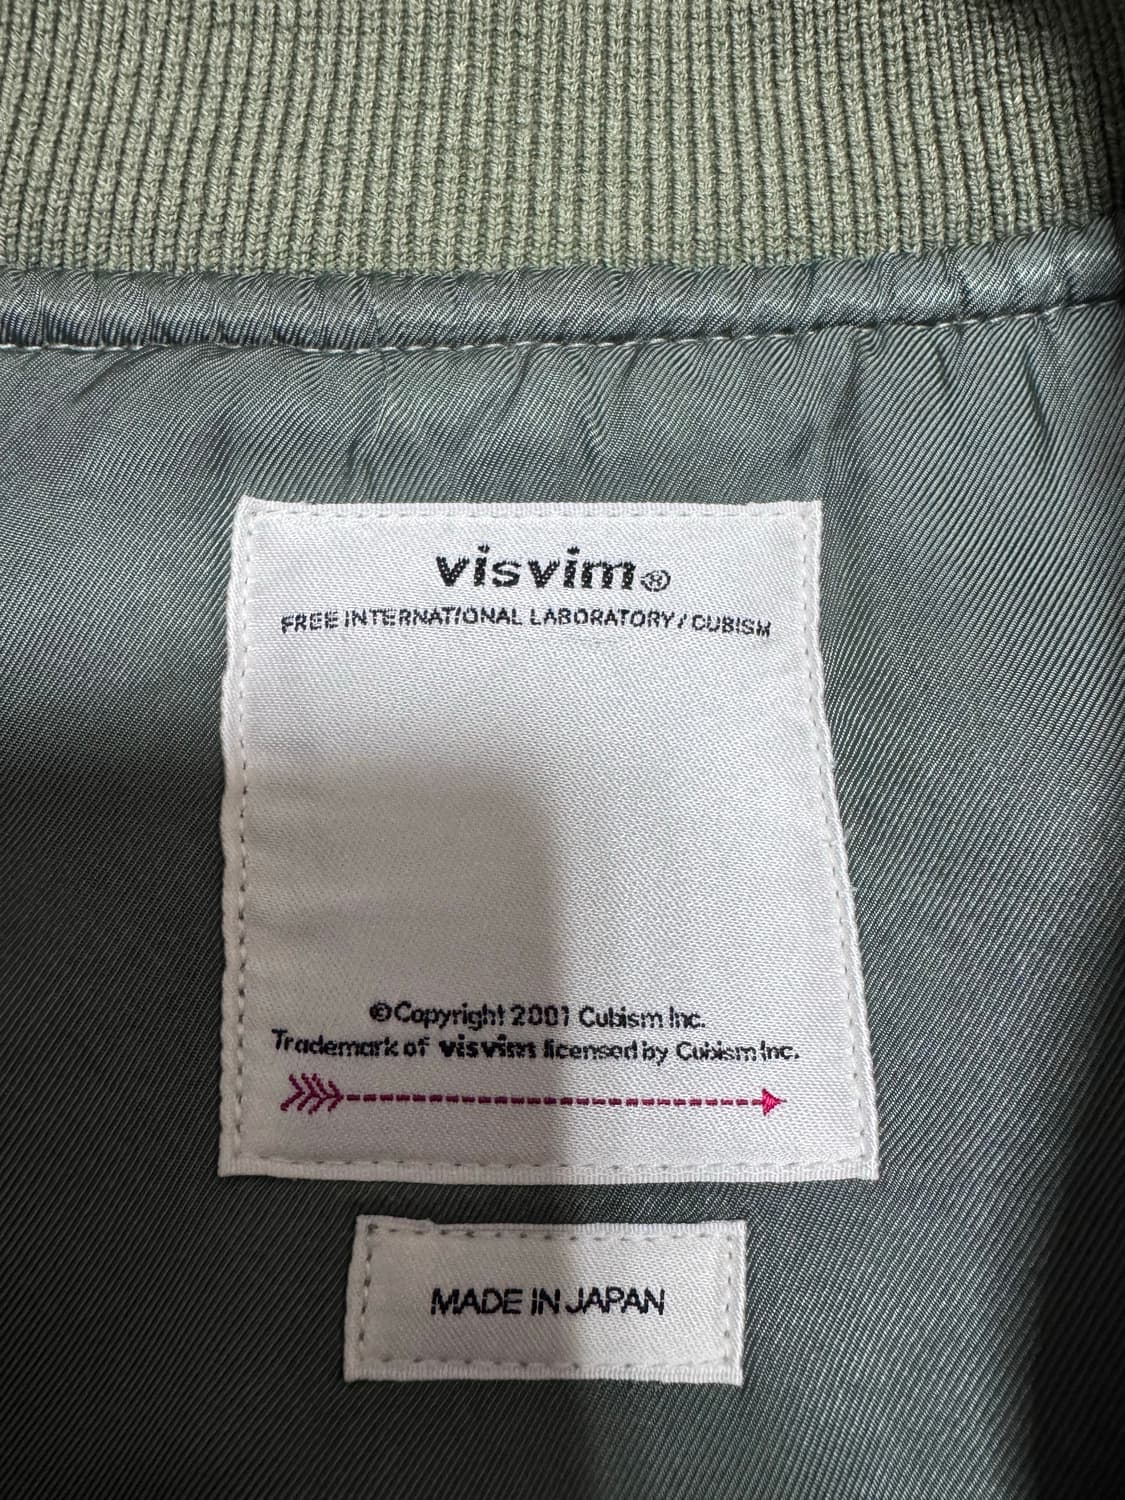 visvim®
FREE INTERNATIONAL LABORATORY / CUBISM
©Copyright 2001 Cubism Inc.
Trademark of visvim licensed by Cubism Inc.
MADE IN JAPAN